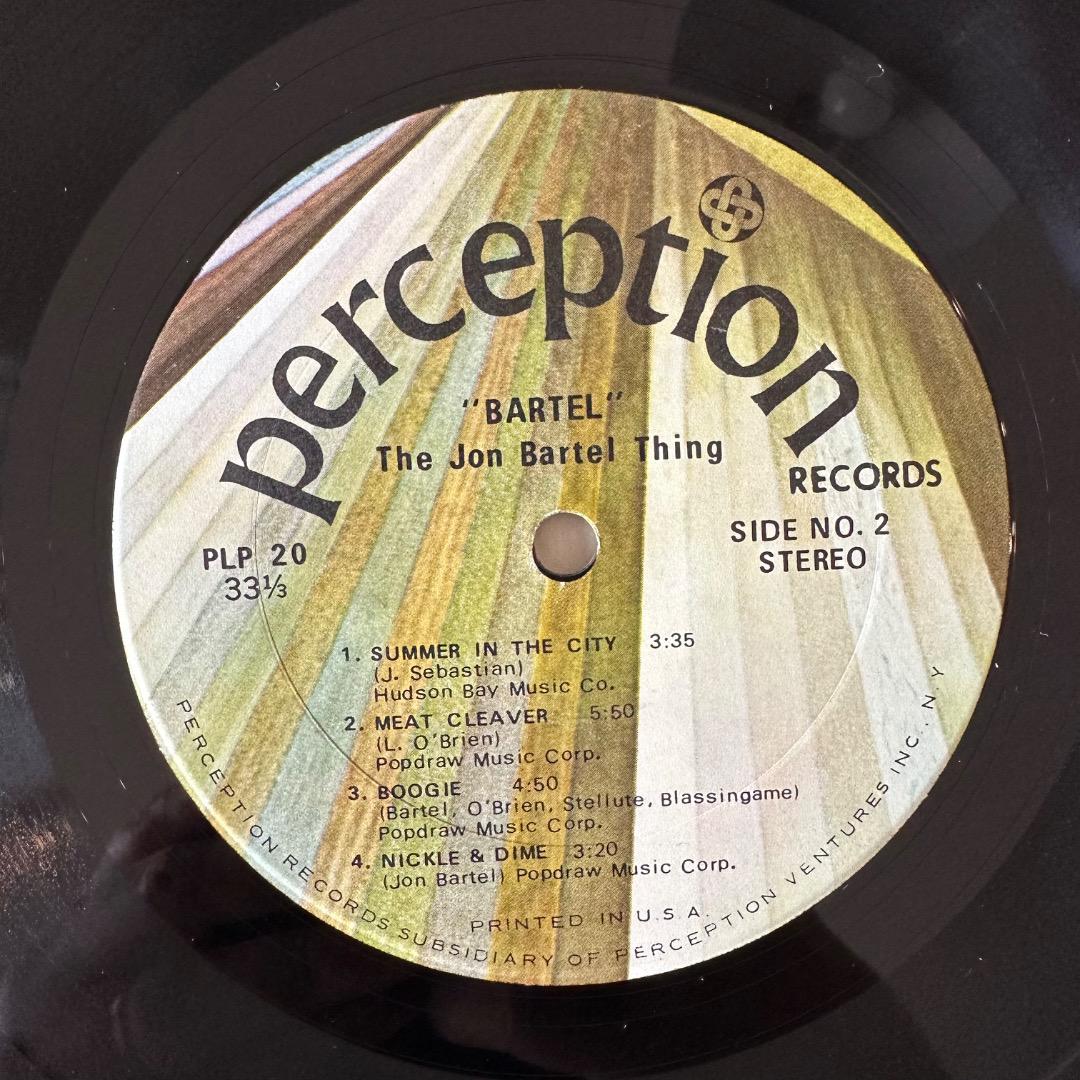 perception
RECORDS
"BARTEL"
The Jon Bartel Thing
PLP 20
33⅓
SIDE NO. 2
STEREO
1. SUMMER IN THE CITY 3:35
(J. Sebastian)
Hudson Bay Music Co.
2. MEAT CLEAVER 5:50
(L. O'Brien)
Popdraw Music Corp.
3. BOOGIE 4:50
(Bartel, O'Brien, Stellute, Blassingame)
Popdraw Music Corp.
4. NICKLE & DIME 3:20
(Jon Bartel) Popdraw Music Corp.
PRINTED IN U.S.A.
PERCEPTION RECORDS SUBSIDIARY OF PERCEPTION VENTURES INC., N.Y